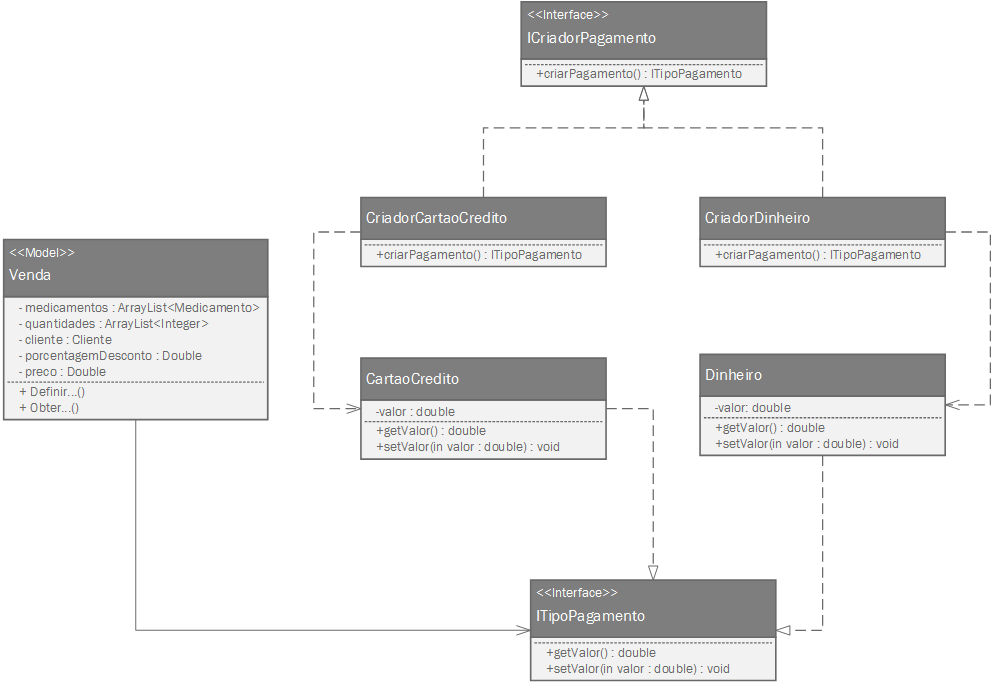 <<Interface>>
ICriadorPagamento
+criarPagamento() : ITipoPagamento
CriadorCartaoCredito
+criarPagamento() : ITipoPagamento
CriadorDinheiro
+criarPagamento() : ITipoPagamento
<<Model>>
Venda
- medicamentos : ArrayList<Medicamento>
- quantidades : ArrayList<Integer>
- cliente : Cliente
- porcentagemDesconto : Double
- preco : Double
+ Definir...()
+ Obter...()
CartaoCredito
-valor : double
+getValor() : double
+setValor(in valor : double) : void
Dinheiro
-valor: double
+getValor() : double
+setValor(in valor : double) : void
<<Interface>>
ITipoPagamento
+getValor() : double
+setValor(in valor : double) : void